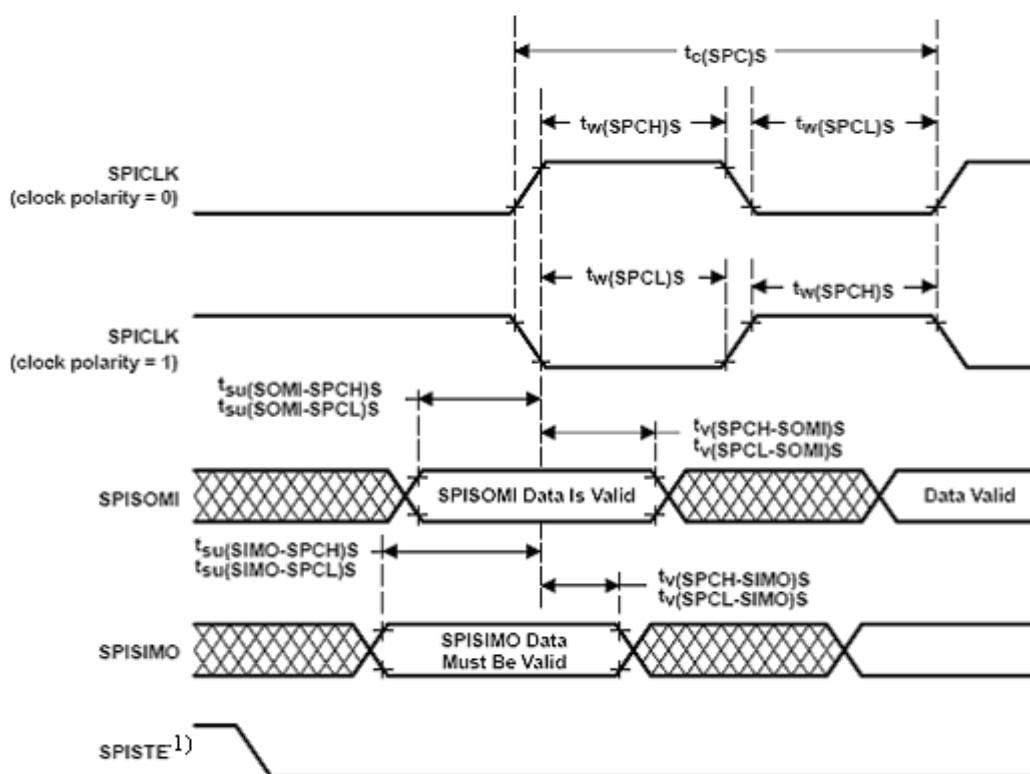 tc(SPC)S
tw(SPCH)S
tw(SPCL)S
SPICLK
(clock polarity = 0)
tw(SPCL)S
tw(SPCH)S
SPICLK
(clock polarity = 1)
tsu(SOMI-SPCH)S
tsu(SOMI-SPCL)S
tv(SPCH-SOMI)S
tv(SPCL-SOMI)S
SPISOMI
SPISOMI Data Is Valid
Data Valid
tsu(SIMO-SPCH)S
tsu(SIMO-SPCL)S
tv(SPCH-SIMO)S
tv(SPCL-SIMO)S
SPISIMO
SPISIMO Data
Must Be Valid
SPISTE 1)